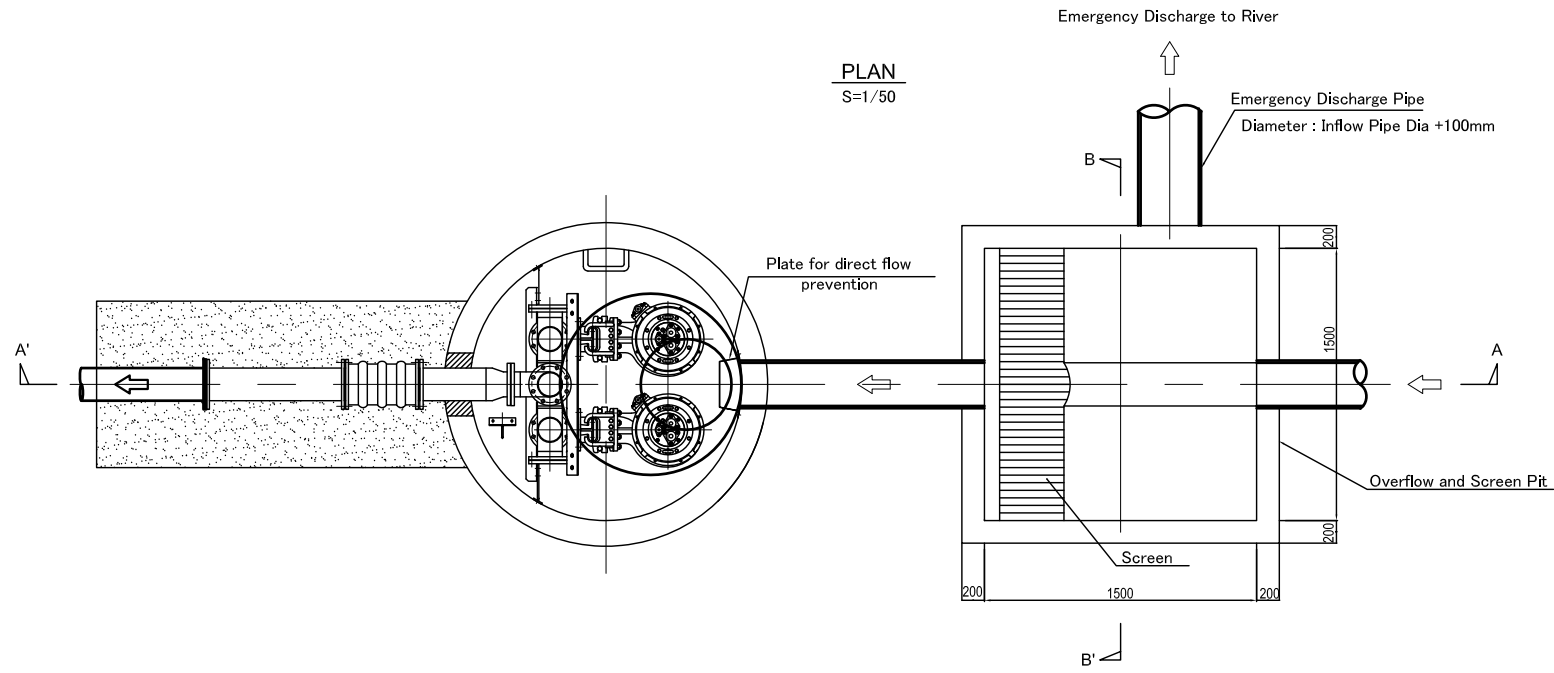 Emergency Discharge to River
PLAN
S=1/50
Emergency Discharge Pipe
Diameter : Inflow Pipe Dia +100mm
B
200
Plate for direct flow
prevention
1500
A'
A
Overflow and Screen Pit
200
Screen
200
1500
200
B'